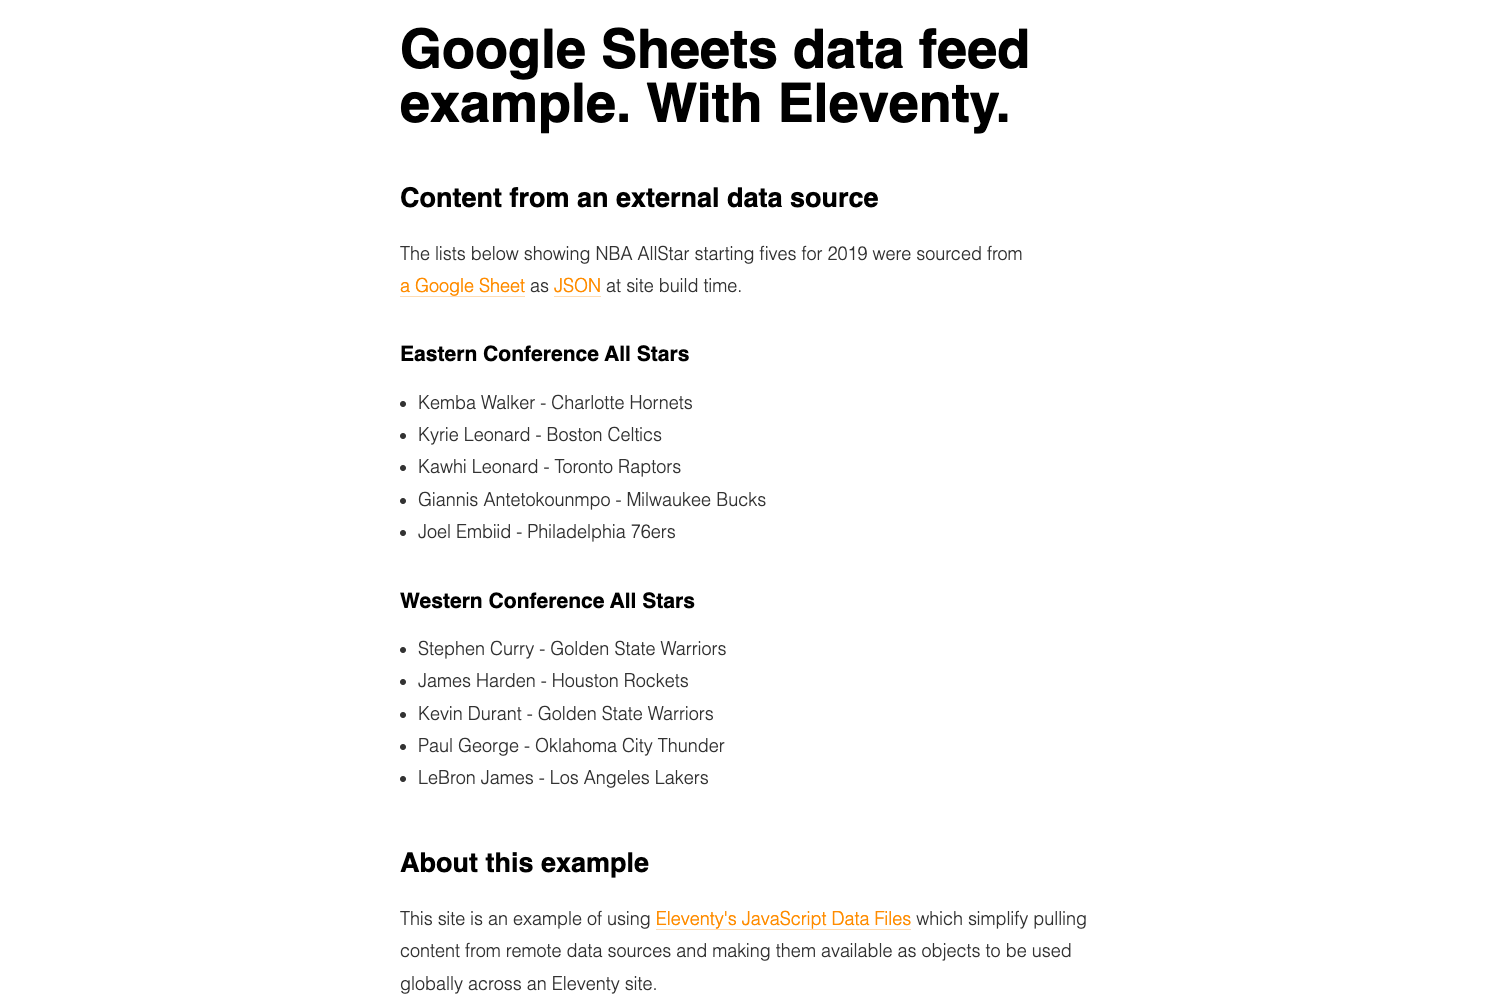 Google Sheets data feed
example. With Eleventy.
Content from an external data source
The lists below showing NBA AllStar starting fives for 2019 were sourced from
a Google Sheet as JSON at site build time.
Eastern Conference All Stars
• Kemba Walker - Charlotte Hornets
• Kyrie Leonard - Boston Celtics
• Kawhi Leonard - Toronto Raptors
• Giannis Antetokounmpo - Milwaukee Bucks
• Joel Embiid - Philadelphia 76ers
Western Conference All Stars
• Stephen Curry - Golden State Warriors
• James Harden - Houston Rockets
• Kevin Durant - Golden State Warriors
• Paul George - Oklahoma City Thunder
• LeBron James - Los Angeles Lakers
About this example
This site is an example of using Eleventy's JavaScript Data Files which simplify pulling
content from remote data sources and making them available as objects to be used
globally across an Eleventy site.